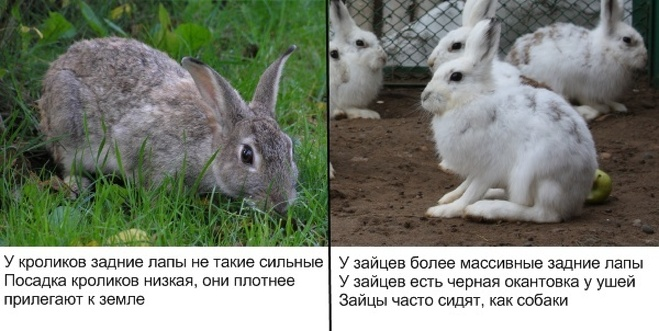 У кроликов задние лапы не такие сильные
Посадка кроликов низкая, они плотнее
прилегают к земле
У зайцев более массивные задние лапы
У зайцев есть черная окантовка у ушей
Зайцы часто сидят, как собаки